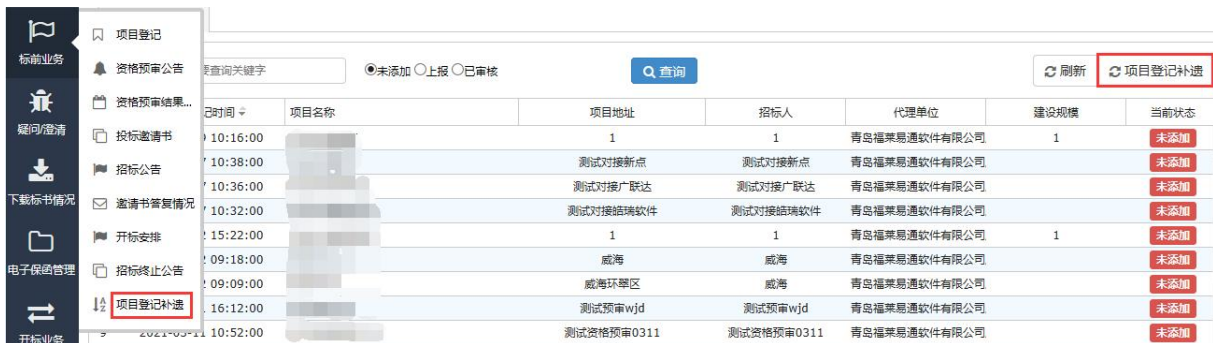 标前业务
疑问/澄清
下载标书情况
电子保函管理
开标业务
项目登记
资格预审公告
资格预审结果...
投标邀请书
招标公告
邀请书答复情况
开标安排
招标终止公告
项目登记补遗
要查询关键字 未添加 上报 已审核 查询 刷新 项目登记补遗
记时间 项目名称 项目地址 招标人 代理单位 建设规模 当前状态
10:16:00 1 1 青岛福莱易通软件有限公司 1 未添加
10:38:00 测试对接新点 测试对接新点 青岛福莱易通软件有限公司 未添加
10:36:00 测试对接广联达 测试对接广联达 青岛福莱易通软件有限公司 未添加
10:32:00 测试对接皓瑞软件 测试对接皓瑞软件 青岛福莱易通软件有限公司 未添加
15:22:00 1 1 青岛福莱易通软件有限公司 1 未添加
09:18:00 威海 威海 青岛福莱易通软件有限公司 未添加
09:09:00 威海环翠区 威海 青岛福莱易通软件有限公司 未添加
16:12:00 测试预审wjd 测试预审wjd 青岛福莱易通软件有限公司 未添加
9 2021-03-11 10:52:00 测试资格预审0311 测试资格预审0311 青岛福莱易通软件有限公司 未添加